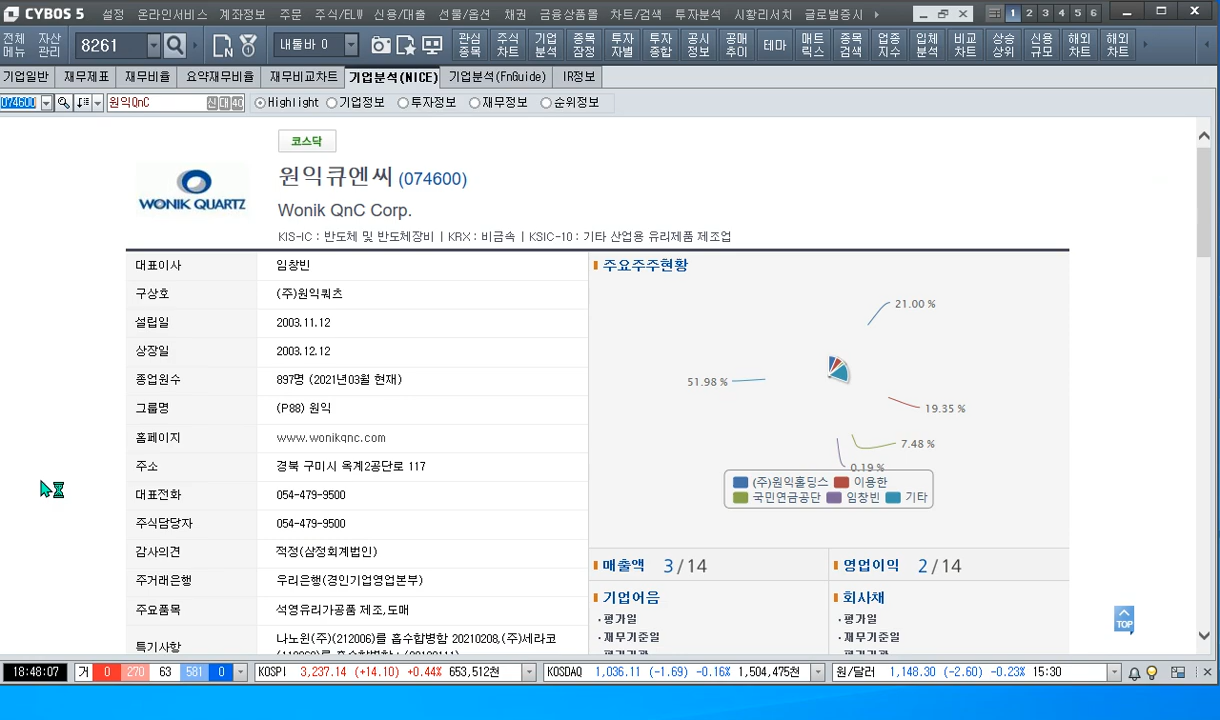 CYBOS 5 설정 온라인서비스 계좌정보 주문 주식/ELW 신용/대출 선물/옵션 채권 금융상품몰 차트/검색 투자분석 시황리서치 글로벌증시 1 2 3 4 5 6
전체 메뉴 자산 관리 8261 내툴바 0 관심 종목 주식 차트 기업 분석 종목 잠정 투자 자별 투자 종합 공시 정보 공매 추이 테마 매트 릭스 종목 검색 업종 지수 입체 분석 비교 차트 상승 상위 신용 규모 해외 차트 해외 차트
기업일반 재무제표 재무비율 요약재무비율 재무비교차트 기업분석(NICE) 기업분석(FnGuide) IR정보
074600 원익QnC 신 대 40 Highlight 기업정보 투자정보 재무정보 순위정보
코스닥
원익큐엔씨 (074600)
WONIK QUARTZ
Wonik QnC Corp.
KIS-IC : 반도체 및 반도체장비 | KRX : 비금속 | KSIC-10 : 기타 산업용 유리제품 제조업
대표이사 임창빈
구상호 (주)원익쿼츠
설립일 2003.11.12
상장일 2003.12.12
종업원수 897명 (2021년03월 현재)
그룹명 (P88) 원익
홈페이지 www.wonikqnc.com
주소 경북 구미시 옥계2공단로 117
대표전화 054-479-9500
주식담당자 054-479-9500
감사의견 적정(삼정회계법인)
주거래은행 우리은행(경인기업영업본부)
주요품목 석영유리가공품 제조,도매
특기사항 나노윈(주)(212006)를 흡수합병함 20210208,(주)세라코
주요주주현황
21.00 %
51.98 %
19.35 %
7.48 %
0.19 %
(주)원익홀딩스 이용한
국민연금공단 임창빈 기타
매출액 3 / 14 영업이익 2 / 14
기업어음 회사채
·평가일 ·평가일
·재무기준일 ·재무기준일
TOP
18:48:07 거 0 270 63 581 0 KOSPI 3,237.14 (+14.10) +0.44% 653,512천 KOSDAQ 1,036.11 (-1.69) -0.16% 1,504,475천 원/달러 1,148.30 (-2.60) -0.23% 15:30